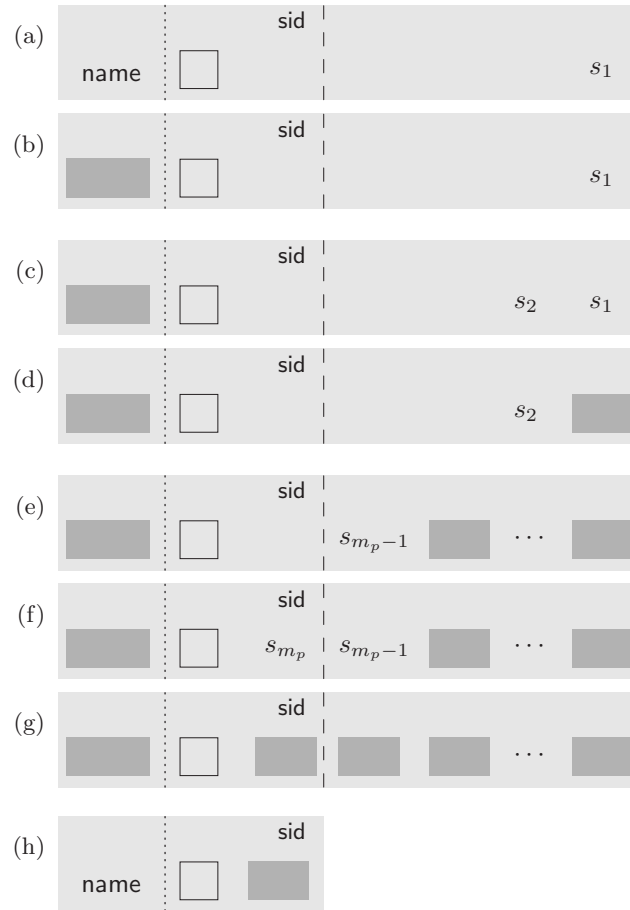 sid
(a)
name s₁
sid
(b)
s₁
sid
(c)
s₂ s₁
sid
(d)
s₂
sid
(e)
sₘₚ₋₁ ···
sid
(f)
sₘₚ sₘₚ₋₁ ···
sid
(g)
···
sid
(h)
name